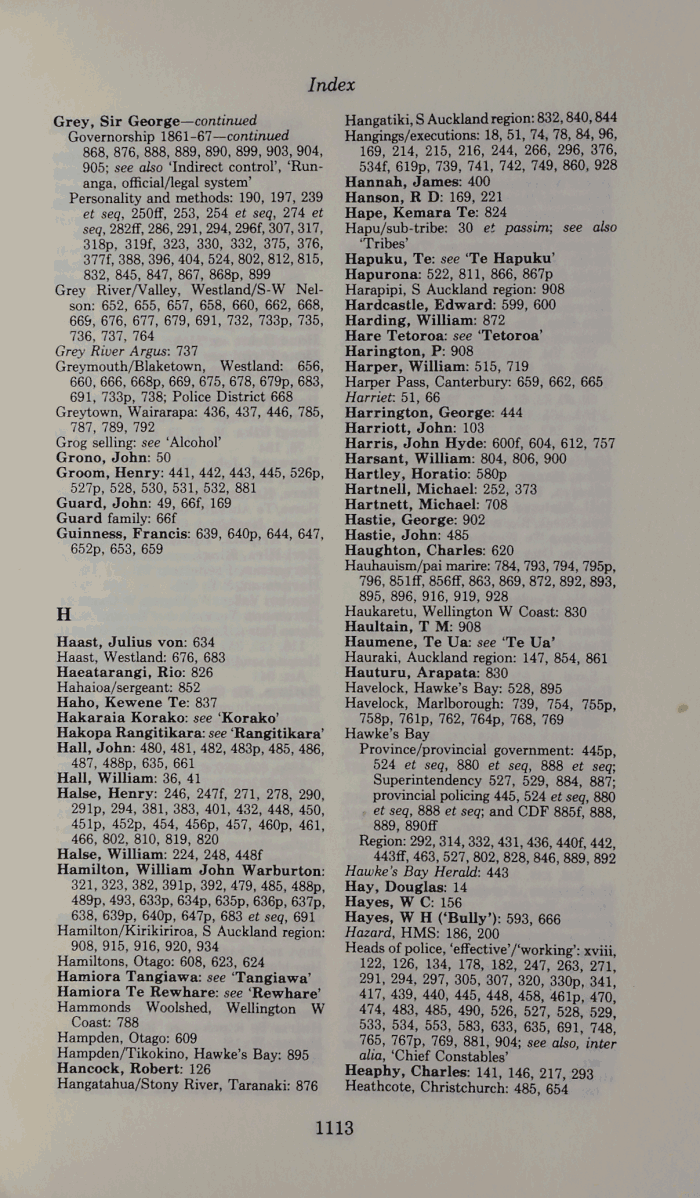 Index
Grey, Sir George—continued
Governorship 1861-67—continued
868, 876, 888, 889, 890, 899, 903, 904,
905; see also ‘Indirect control’, ‘Run-
anga, official/legal system’
Personality and methods: 190, 197, 239
et seq, 250ff, 253, 254 et seq, 274 et
seq, 282ff, 286, 291, 294, 296f, 307, 317,
318p, 319f, 323, 330, 332, 375, 376,
377f, 388, 396, 404, 524, 802, 812, 815,
832, 845, 847, 867, 868p, 899
Grey River/Valley, Westland/S-W Nel-
son: 652, 655, 657, 658, 660, 662, 668,
669, 676, 677, 679, 691, 732, 733p, 735,
736, 737, 764
Grey River Argus: 737
Greymouth/Blaketown, Westland: 656,
660, 666, 668p, 669, 675, 678, 679p, 683,
691, 733p, 738; Police District 668
Greytown, Wairarapa: 436, 437, 446, 785,
787, 789, 792
Grog selling: see ‘Alcohol’
Grono, John: 50
Groom, Henry: 441, 442, 443, 445, 526p,
527p, 528, 530, 531, 532, 881
Guard, John: 49, 66f, 169
Guard family: 66f
Guinness, Francis: 639, 640p, 644, 647,
652p, 653, 659
H
Haast, Julius von: 634
Haast, Westland: 676, 683
Haeatarangi, Rio: 826
Hahaioa/sergeant: 852
Haho, Kewene Te: 837
Hakaraia Korako: see ‘Korako’
Hakopa Rangitikara: see ‘Rangitikara’
Hall, John: 480, 481, 482, 483p, 485, 486,
487, 488p, 635, 661
Hall, William: 36, 41
Halse, Henry: 246, 247f, 271, 278, 290,
291p, 294, 381, 383, 401, 432, 448, 450,
451p, 452p, 454, 456p, 457, 460p, 461,
466, 802, 810, 819, 820
Halse, William: 224, 248, 448f
Hamilton, William John Warburton:
321, 323, 382, 391p, 392, 479, 485, 488p,
489p, 493, 633p, 634p, 635p, 636p, 637p,
638, 639p, 640p, 647p, 683 et seq, 691
Hamilton/Kirikiriroa, S Auckland region:
908, 915, 916, 920, 934
Hamiltons, Otago: 608, 623, 624
Hamiora Tangiawa: see ‘Tangiawa’
Hamiora Te Rewhare: see ‘Rewhare’
Hammonds Woolshed, Wellington W
Coast: 788
Hampden, Otago: 609
Hampden/Tikokino, Hawke’s Bay: 895
Hancock, Robert: 126
Hangatahua/Stony River, Taranaki: 876
Hangatiki, S Auckland region: 832, 840, 844
Hangings/executions: 18, 51, 74, 78, 84, 96,
169, 214, 215, 216, 244, 266, 296, 376,
534f, 619p, 739, 741, 742, 749, 860, 928
Hannah, James: 400
Hanson, R D: 169, 221
Hape, Kemara Te: 824
Hapu/sub-tribe: 30 et passim; see also
‘Tribes’
Hapuku, Te: see ‘Te Hapuku’
Hapurona: 522, 811, 866, 867p
Harapipi, S Auckland region: 908
Hardcastle, Edward: 599, 600
Harding, William: 872
Hare Tetoroa: see ‘Tetoroa’
Harington, P: 908
Harper, William: 515, 719
Harper Pass, Canterbury: 659, 662, 665
Harriet: 51, 66
Harrington, George: 444
Harriott, John: 103
Harris, John Hyde: 600f, 604, 612, 757
Harsant, William: 804, 806, 900
Hartley, Horatio: 580p
Hartnell, Michael: 252, 373
Hartnett, Michael: 708
Hastie, George: 902
Hastie, John: 485
Haughton, Charles: 620
Hauhauism/pai marire: 784, 793, 794, 795p,
796, 851ff, 856ff, 863, 869, 872, 892, 893,
895, 896, 916, 919, 928
Haukaretu, Wellington W Coast: 830
Haultain, T M: 908
Haumene, Te Ua: see ‘Te Ua’
Hauraki, Auckland region: 147, 854, 861
Hauturu, Arapata: 830
Havelock, Hawke’s Bay: 528, 895
Havelock, Marlborough: 739, 754, 755p,
758p, 761p, 762, 764p, 768, 769
Hawke’s Bay
Province/provincial government: 445p,
524 et seq, 880 et seq, 888 et seq;
Superintendency 527, 529, 884, 887;
provincial policing 445, 524 et seq, 880
et seq, 888 et seq; and CDF 885f, 888,
889, 890ff
Region: 292, 314, 332, 431, 436, 440f, 442,
443ff, 463, 527, 802, 828, 846, 889, 892
Hawke’s Bay Herald: 443
Hay, Douglas: 14
Hayes, W C: 156
Hayes, W H (‘Bully’): 593, 666
Hazard, HMS: 186, 200
Heads of police, ‘effective’/‘working’: xviii,
122, 126, 134, 178, 182, 247, 263, 271,
291, 294, 297, 305, 307, 320, 330p, 341,
417, 439, 440, 445, 448, 458, 461p, 470,
474, 483, 485, 490, 526, 527, 528, 529,
533, 534, 553, 583, 633, 635, 691, 748,
765, 767p, 769, 881, 904; see also, inter
alia, ‘Chief Constables’
Heaphy, Charles: 141, 146, 217, 293
Heathcote, Christchurch: 485, 654
1113